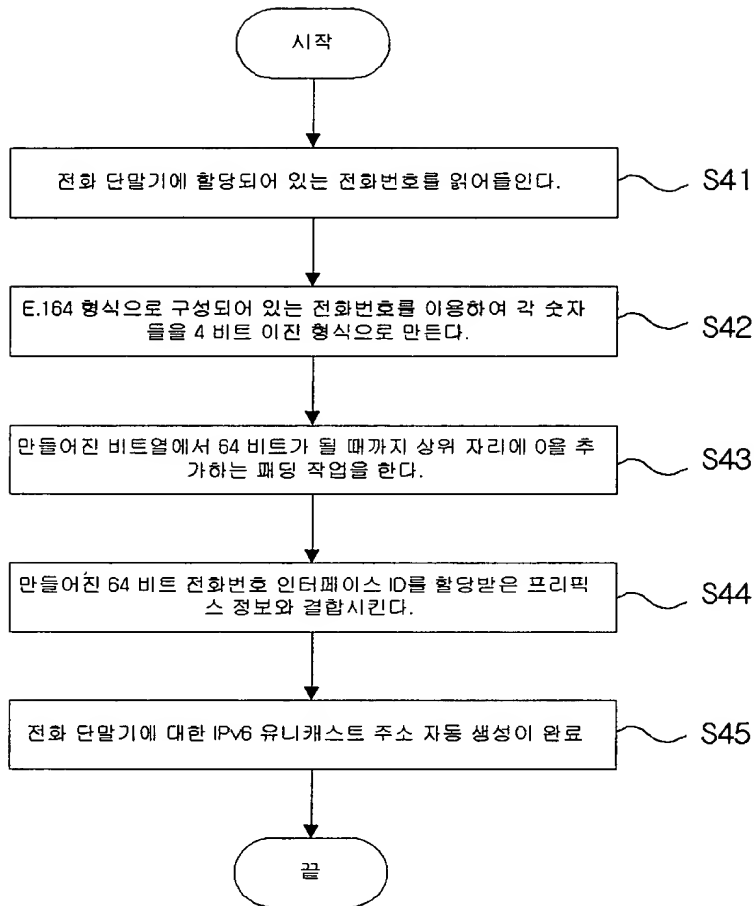 시작
전화 단말기에 할당되어 있는 전화번호를 읽어들인다.
S41
E.164 형식으로 구성되어 있는 전화번호를 이용하여 각 숫자
들을 4 비트 이진 형식으로 만든다.
S42
만들어진 비트열에서 64 비트가 될 때까지 상위 자리에 0을 추
가하는 패딩 작업을 한다.
S43
만들어진 64 비트 전화번호 인터페이스 ID를 할당받은 프리픽
스 정보와 결합시킨다.
S44
전화 단말기에 대한 IPv6 유니캐스트 주소 자동 생성이 완료
S45
끝